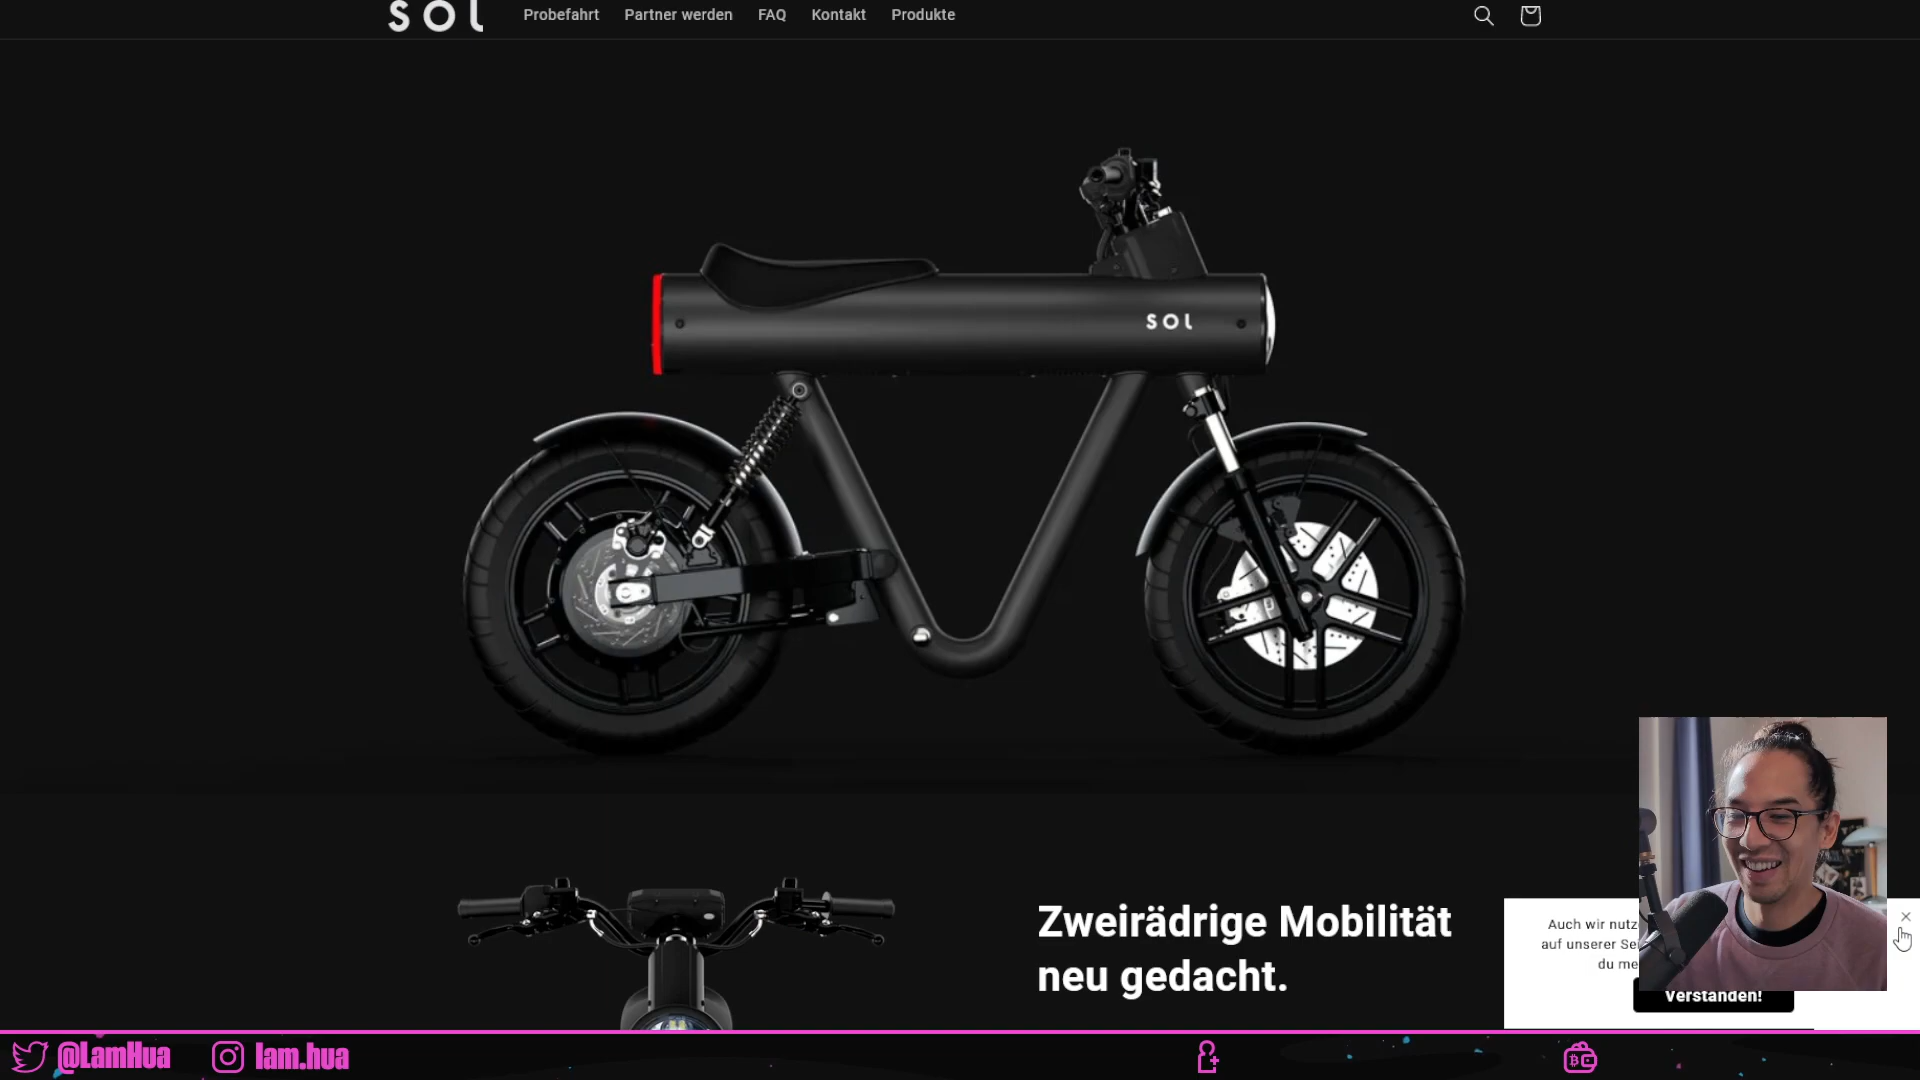 SOL
Probefahrt Partner werden FAQ Kontakt Produkte
SOL
Zweirädrige Mobilität
neu gedacht.
Auch wir nutz
auf unserer Se
du me
Verstanden!
@LamHua lam.hua